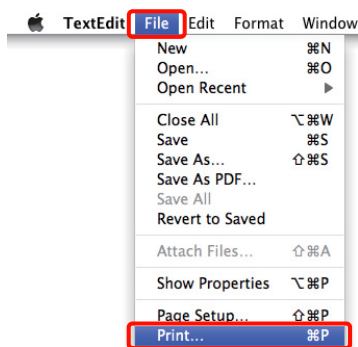 TextEdit File Edit Format Window
New ⌘N
Open... ⌘O
Open Recent ▶
Close All ⌥⌘W
Save ⌘S
Save As... ⇧⌘S
Save As PDF...
Save All
Revert to Saved
Attach Files... ⇧⌘A
Show Properties ⌥⌘P
Page Setup... ⇧⌘P
Print... ⌘P